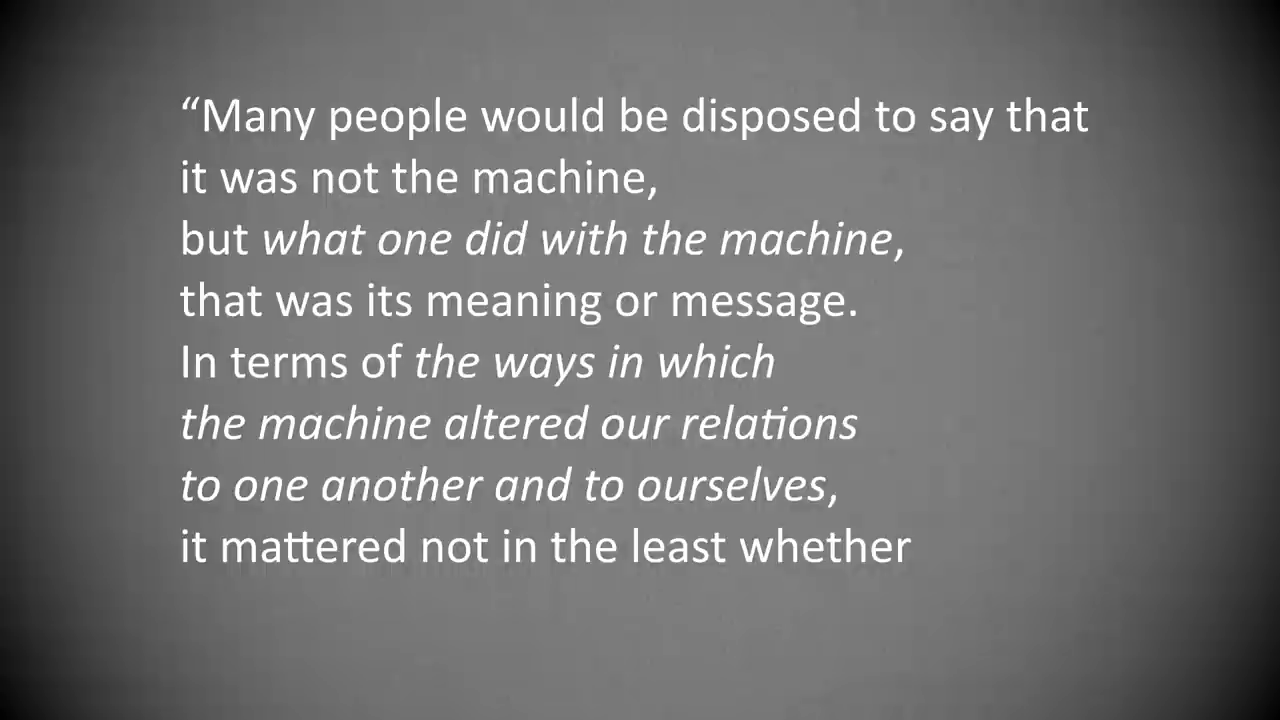 “Many people would be disposed to say that
it was not the machine,
but what one did with the machine,
that was its meaning or message.
In terms of the ways in which
the machine altered our relations
to one another and to ourselves,
it mattered not in the least whether